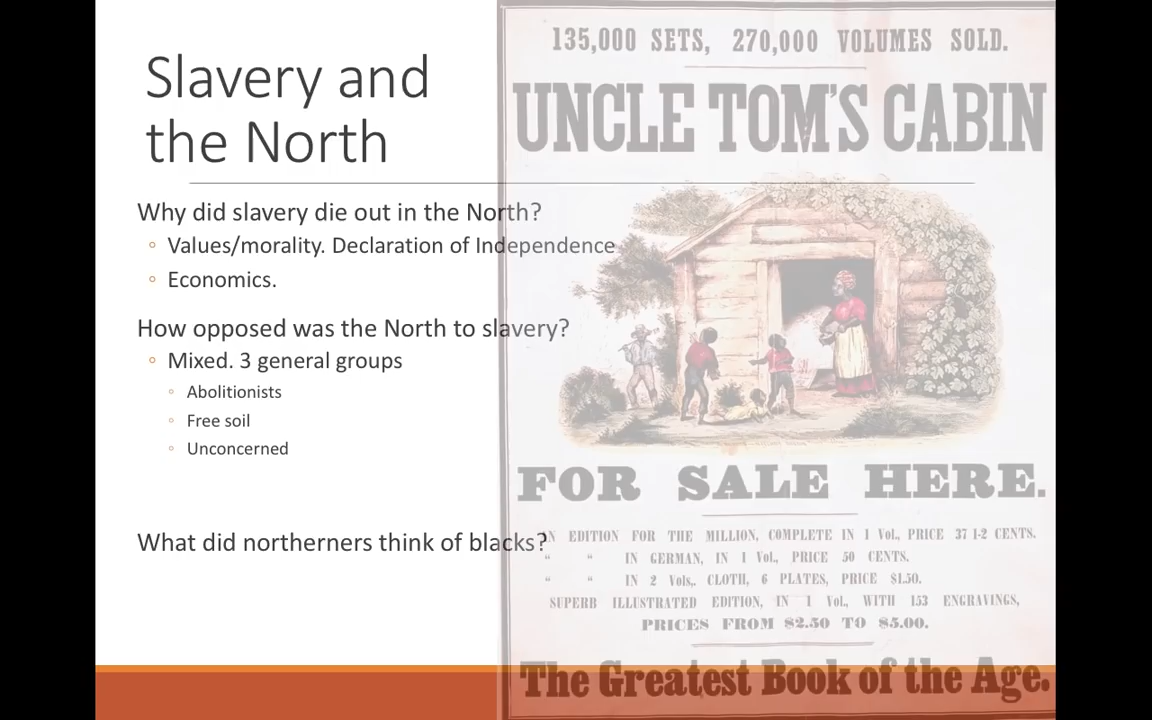 Slavery and
the North
Why did slavery die out in the North?
◦ Values/morality. Declaration of Independence
◦ Economics.
How opposed was the North to slavery?
◦ Mixed. 3 general groups
◦ Abolitionists
◦ Free soil
◦ Unconcerned
What did northerners think of blacks?
135,000 SETS, 270,000 VOLUMES SOLD.
UNCLE TOM'S CABIN
FOR SALE HERE.
AN EDITION FOR THE MILLION, COMPLETE IN 1 Vol., PRICE 37 1-2 CENTS.
" " IN GERMAN, IN 1 Vol., PRICE 50 CENTS.
" " IN 2 Vols,. CLOTH, 6 PLATES, PRICE $1.50.
SUPERB ILLUSTRATED EDITION, IN 1 Vol., WITH 153 ENGRAVINGS,
PRICES FROM $2.50 TO $5.00.
The Greatest Book of the Age.